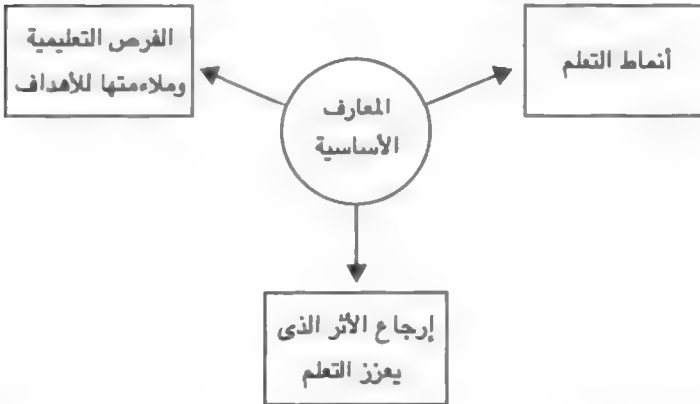 أنماط التعلم
الفرص التعليمية
وملاءمتها للأهداف
المعارف
الأساسية
إرجاع الأثر الذى
يعزز التعلم